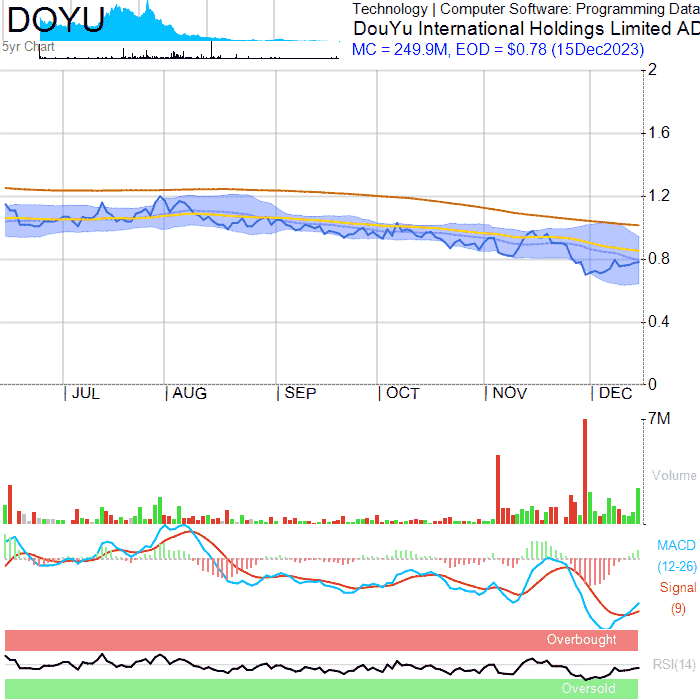 DOYU
5yr Chart
Technology | Computer Software: Programming Data
DouYu International Holdings Limited AD
MC = 249.9M, EOD = $0.78 (15Dec2023)
2
1.6
1.2
0.8
0.4
0
JUL AUG SEP OCT NOV DEC
7M
Volume
MACD
(12-26)
Signal
(9)
Overbought
RSI(14)
Oversold